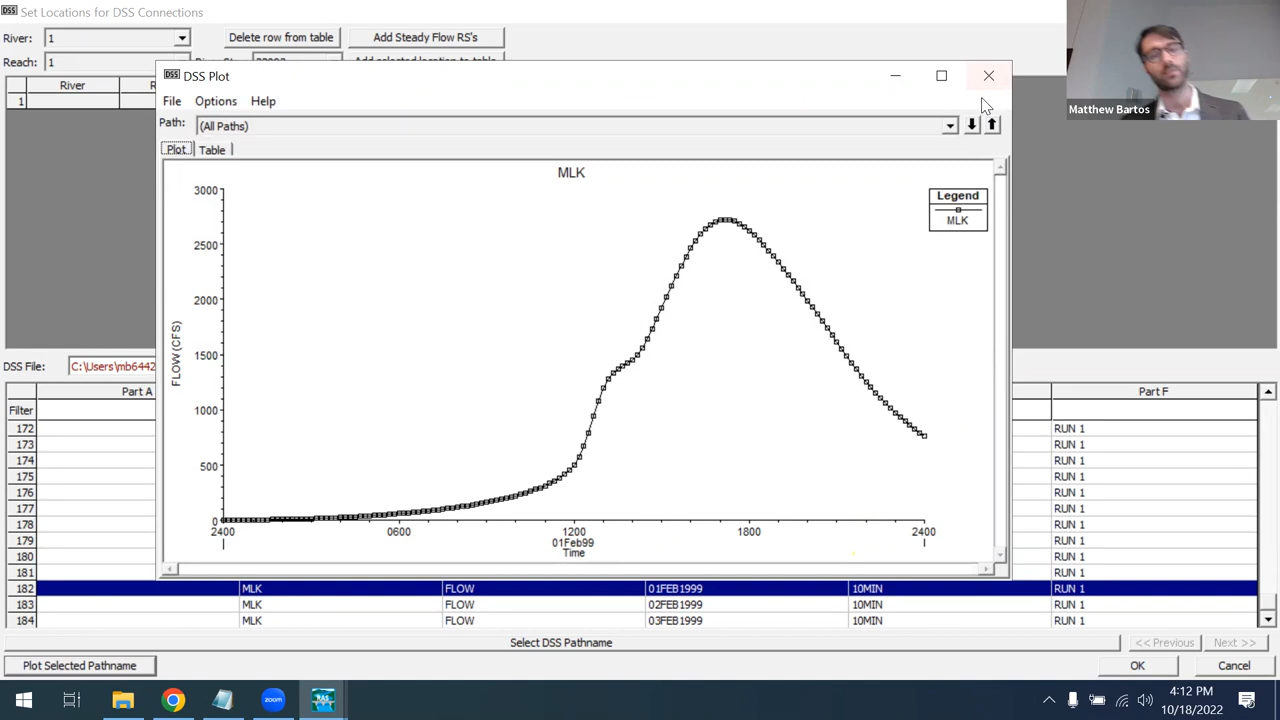 DSS Set Locations for DSS Connections
River: 1
Delete row from table
Add Steady Flow RS's
Reach: 1
River
1
DSS Plot
File Options Help
Path: (All Paths)
Plot Table
MLK
Legend
MLK
3000
2500
2000
1500
1000
500
0
FLOW (CFS)
2400 0600 1200 1800 2400
01Feb99
Time
Matthew Bartos
DSS File: C:\Users\mb6442
Part A Part F
Filter
172 RUN 1
173 RUN 1
174 RUN 1
175 RUN 1
176 RUN 1
177 RUN 1
178 RUN 1
179 RUN 1
180 RUN 1
181 RUN 1
182 MLK FLOW 01FEB1999 10MIN RUN 1
183 MLK FLOW 02FEB1999 10MIN RUN 1
184 MLK FLOW 03FEB1999 10MIN RUN 1
Select DSS Pathname
<< Previous Next >>
Plot Selected Pathname
OK Cancel
zoom
RAS
4:12 PM
10/18/2022